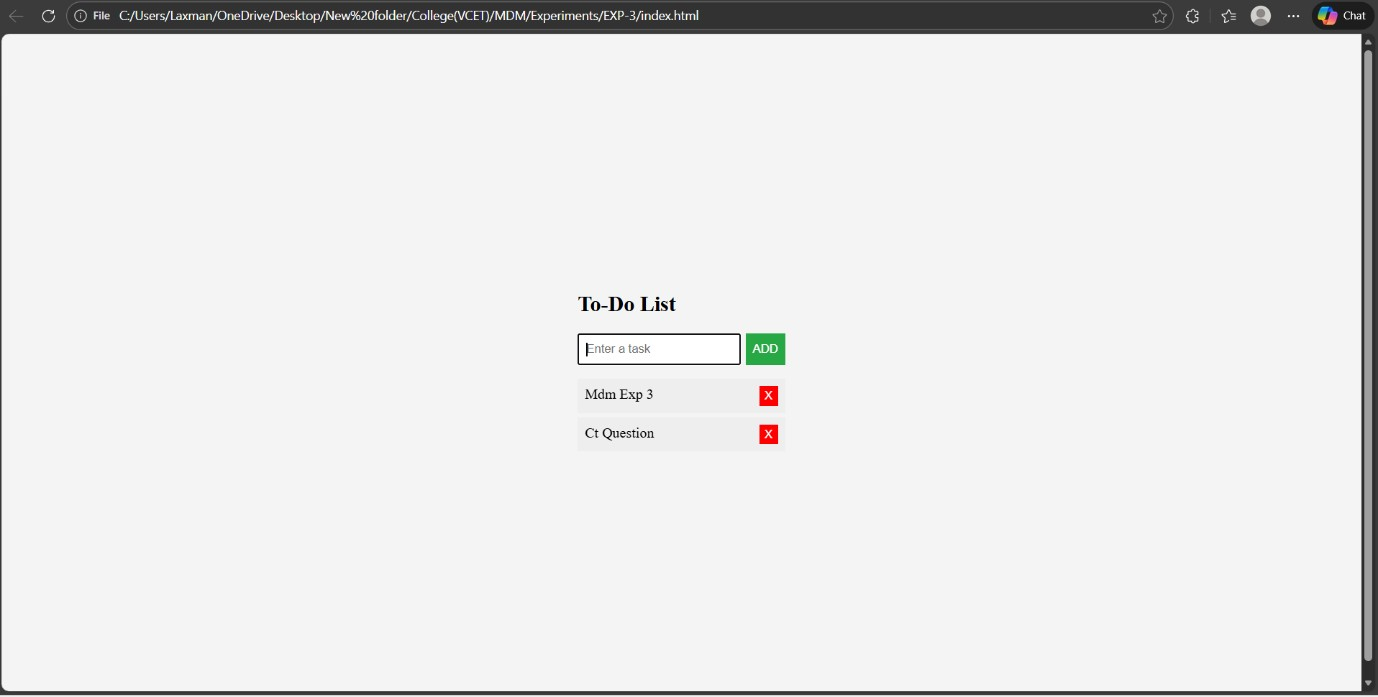 File C:/Users/Laxman/OneDrive/Desktop/New%20folder/College(VCET)/MDM/Experiments/EXP-3/index.html
Chat
To-Do List
Enter a task ADD
Mdm Exp 3 X
Ct Question X